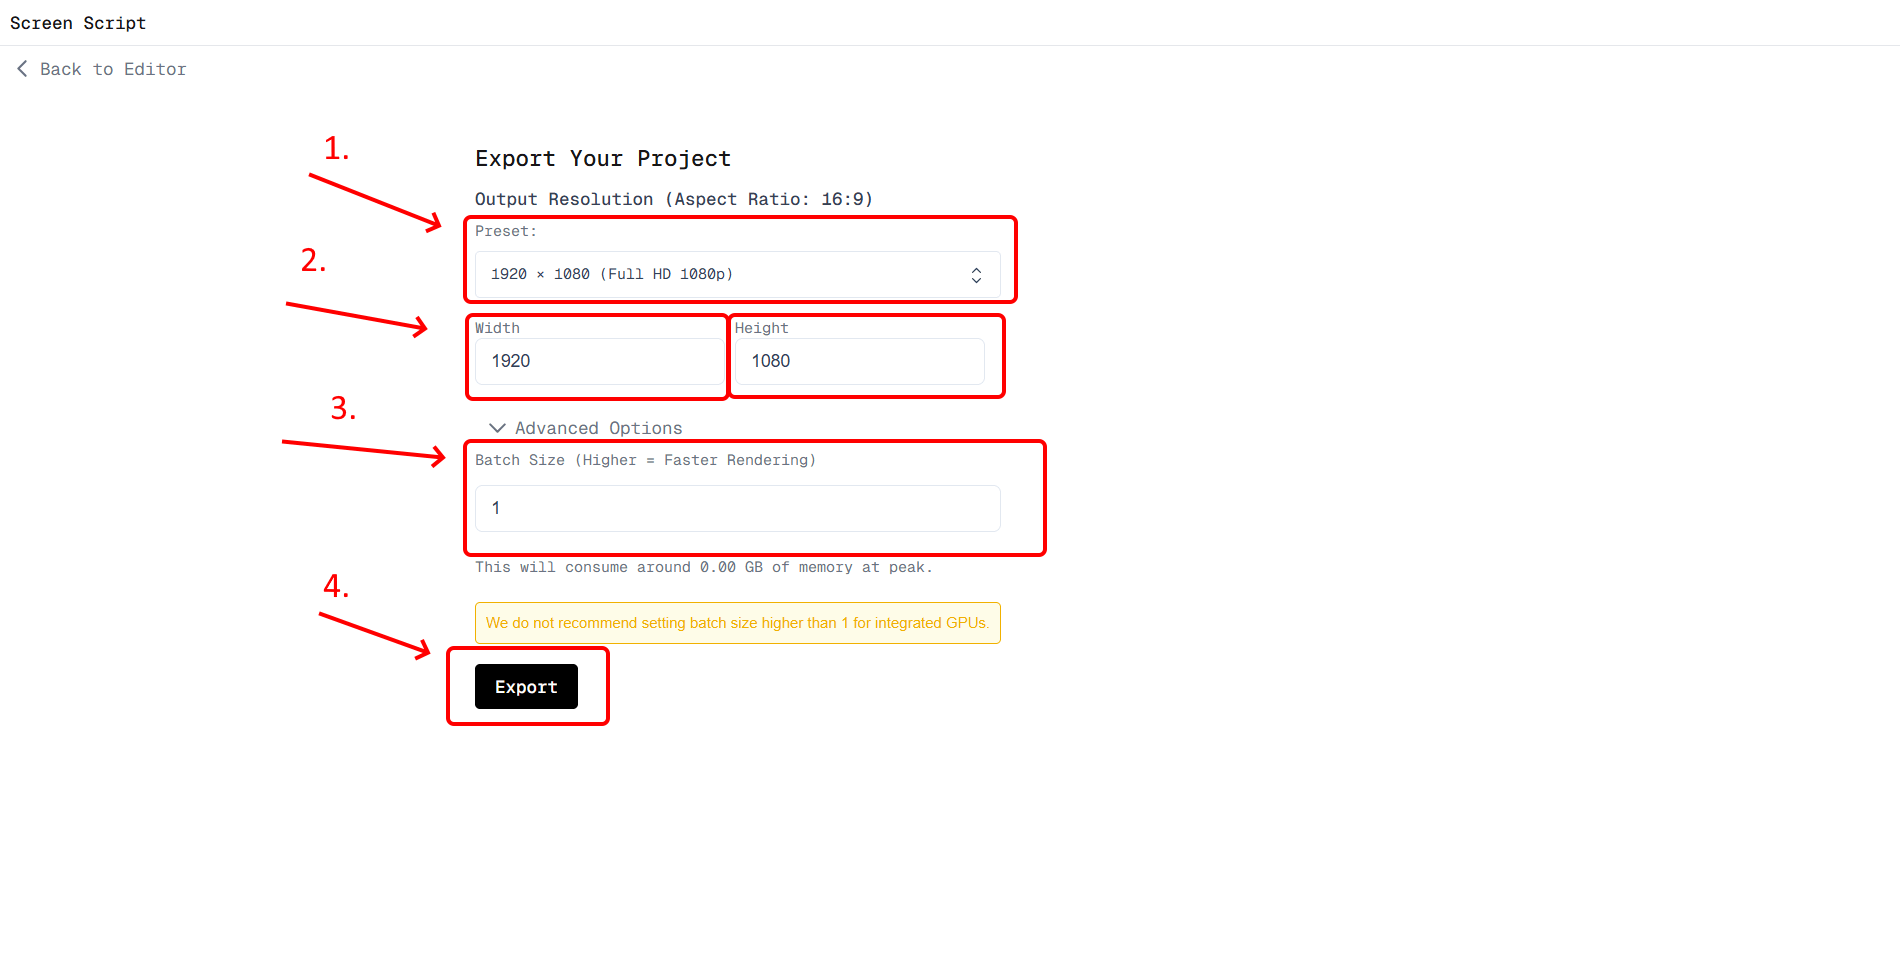 Screen Script
Back to Editor
1.
Export Your Project
Output Resolution (Aspect Ratio: 16:9)
Preset:
1920 × 1080 (Full HD 1080p)
2.
Width Height
1920 1080
3.
Advanced Options
Batch Size (Higher = Faster Rendering)
1
This will consume around 0.00 GB of memory at peak.
4.
We do not recommend setting batch size higher than 1 for integrated GPUs.
Export